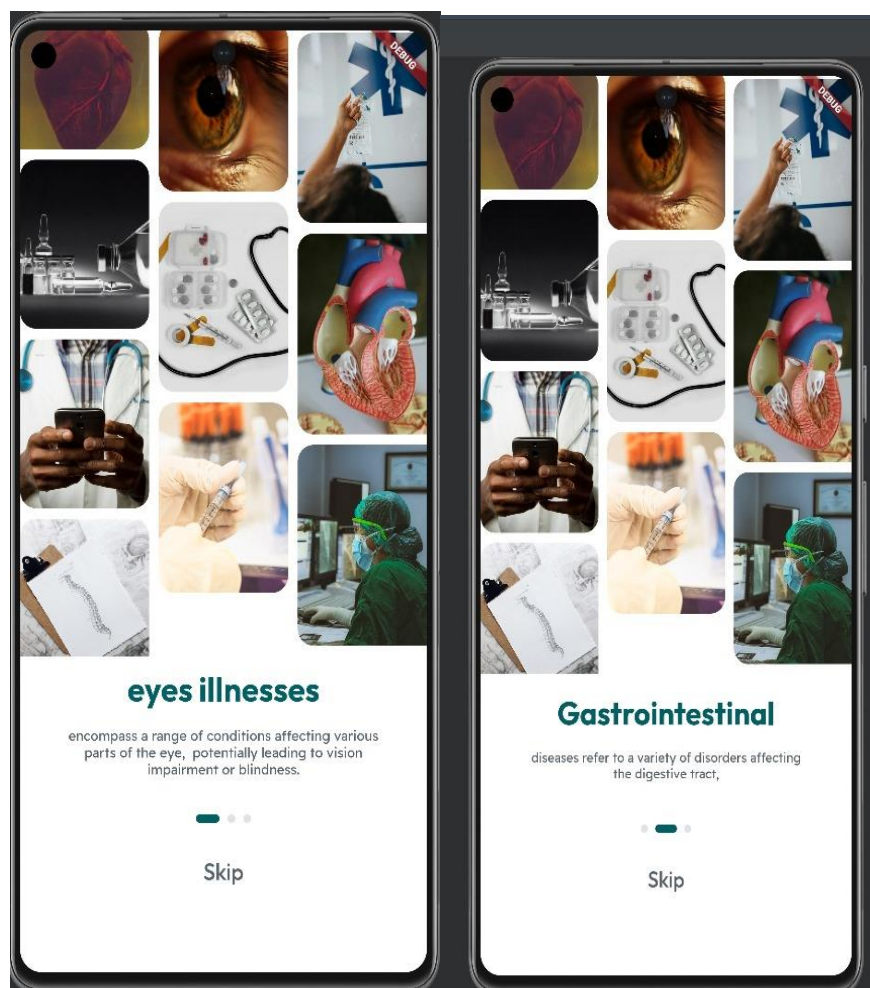 DEBUG
eyes illnesses
encompass a range of conditions affecting various
parts of the eye, potentially leading to vision
impairment or blindness.
Skip
DEBUG
Gastrointestinal
diseases refer to a variety of disorders affecting
the digestive tract,
Skip